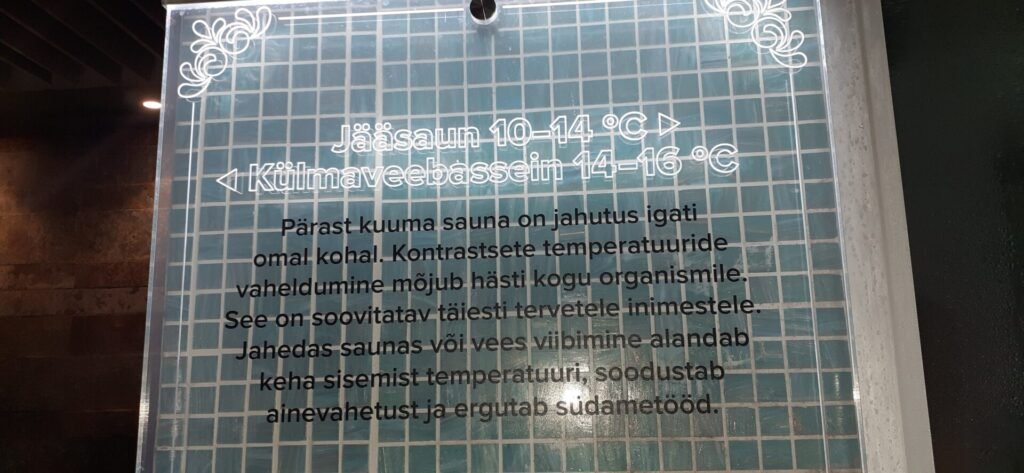 Jääsaun 10–14 °C ▷
◁ Külmaveebassein 14–16 °C
Pärast kuuma sauna on jahutus igati
omal kohal. Kontrastsete temperatuuride
vaheldumine mõjub hästi kogu organismile.
See on soovitatav täiesti tervetele inimestele.
Jahedas saunas või vees viibimine alandab
keha sisemist temperatuuri, soodustab
ainevahetust ja ergutab südametööd.